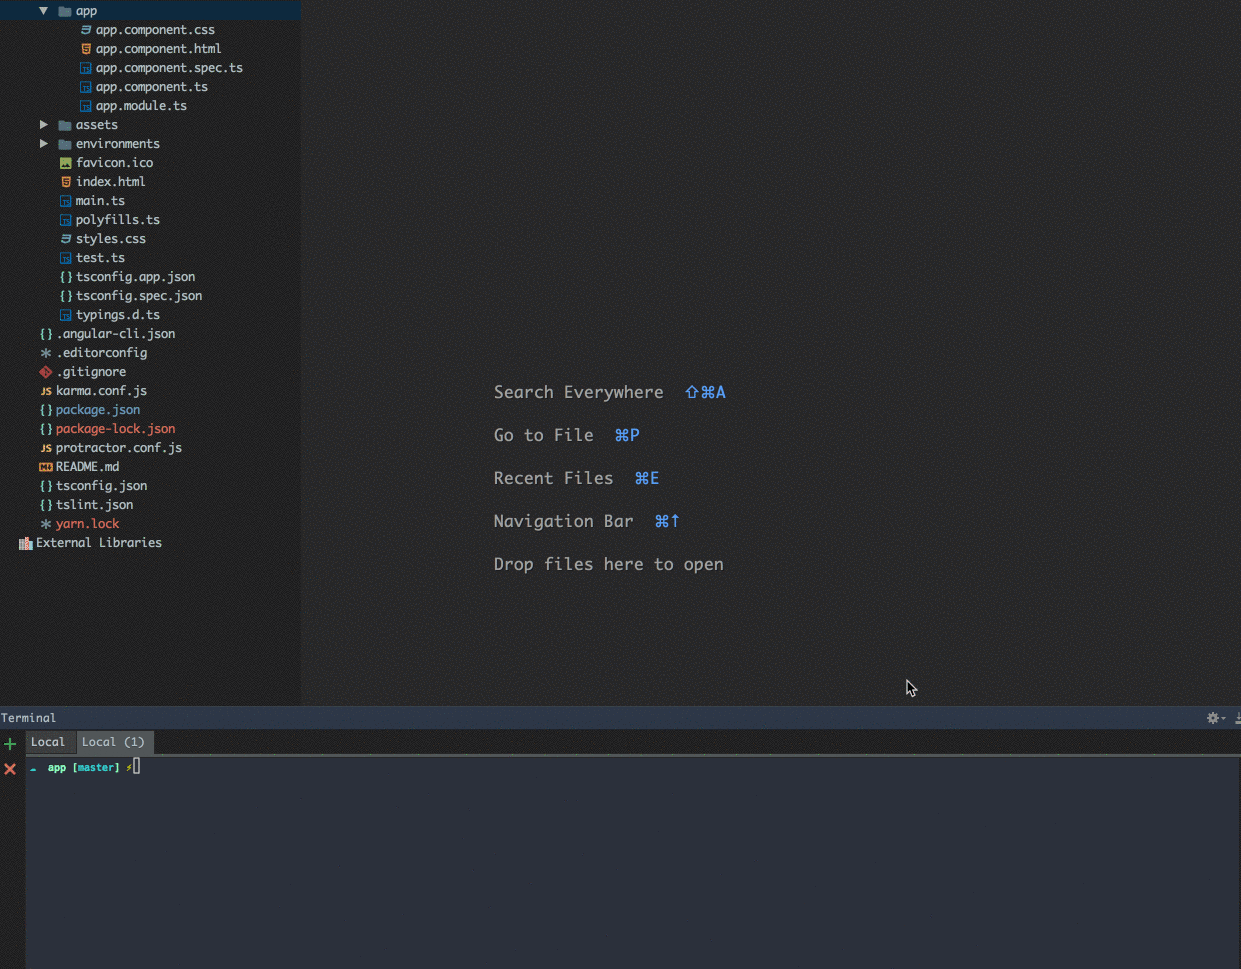 app
app.component.css
app.component.html
app.component.spec.ts
app.component.ts
app.module.ts
assets
environments
favicon.ico
index.html
main.ts
polyfills.ts
styles.css
test.ts
{} tsconfig.app.json
{} tsconfig.spec.json
typings.d.ts
{} .angular-cli.json
.editorconfig
.gitignore
JS karma.conf.js
{} package.json
{} package-lock.json
JS protractor.conf.js
README.md
{} tsconfig.json
{} tslint.json
yarn.lock
External Libraries
Search Everywhere ⇧⌘A
Go to File ⌘P
Recent Files ⌘E
Navigation Bar ⌘↑
Drop files here to open
Terminal
Local Local (1)
app [master] ⚡